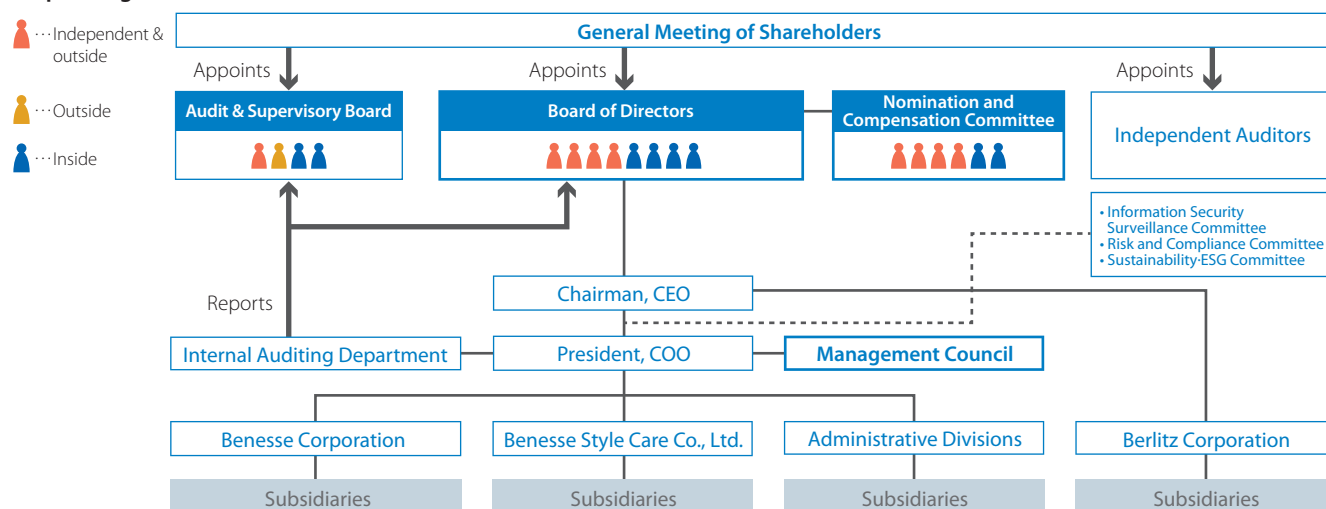 General Meeting of Shareholders
···Independent &
outside
···Outside
···Inside
Appoints
Appoints
Appoints
Audit & Supervisory Board
Board of Directors
Nomination and
Compensation Committee
Independent Auditors
• Information Security
Surveillance Committee
• Risk and Compliance Committee
• Sustainability·ESG Committee
Chairman, CEO
Reports
Internal Auditing Department
President, COO
Management Council
Benesse Corporation
Benesse Style Care Co., Ltd.
Administrative Divisions
Berlitz Corporation
Subsidiaries
Subsidiaries
Subsidiaries
Subsidiaries